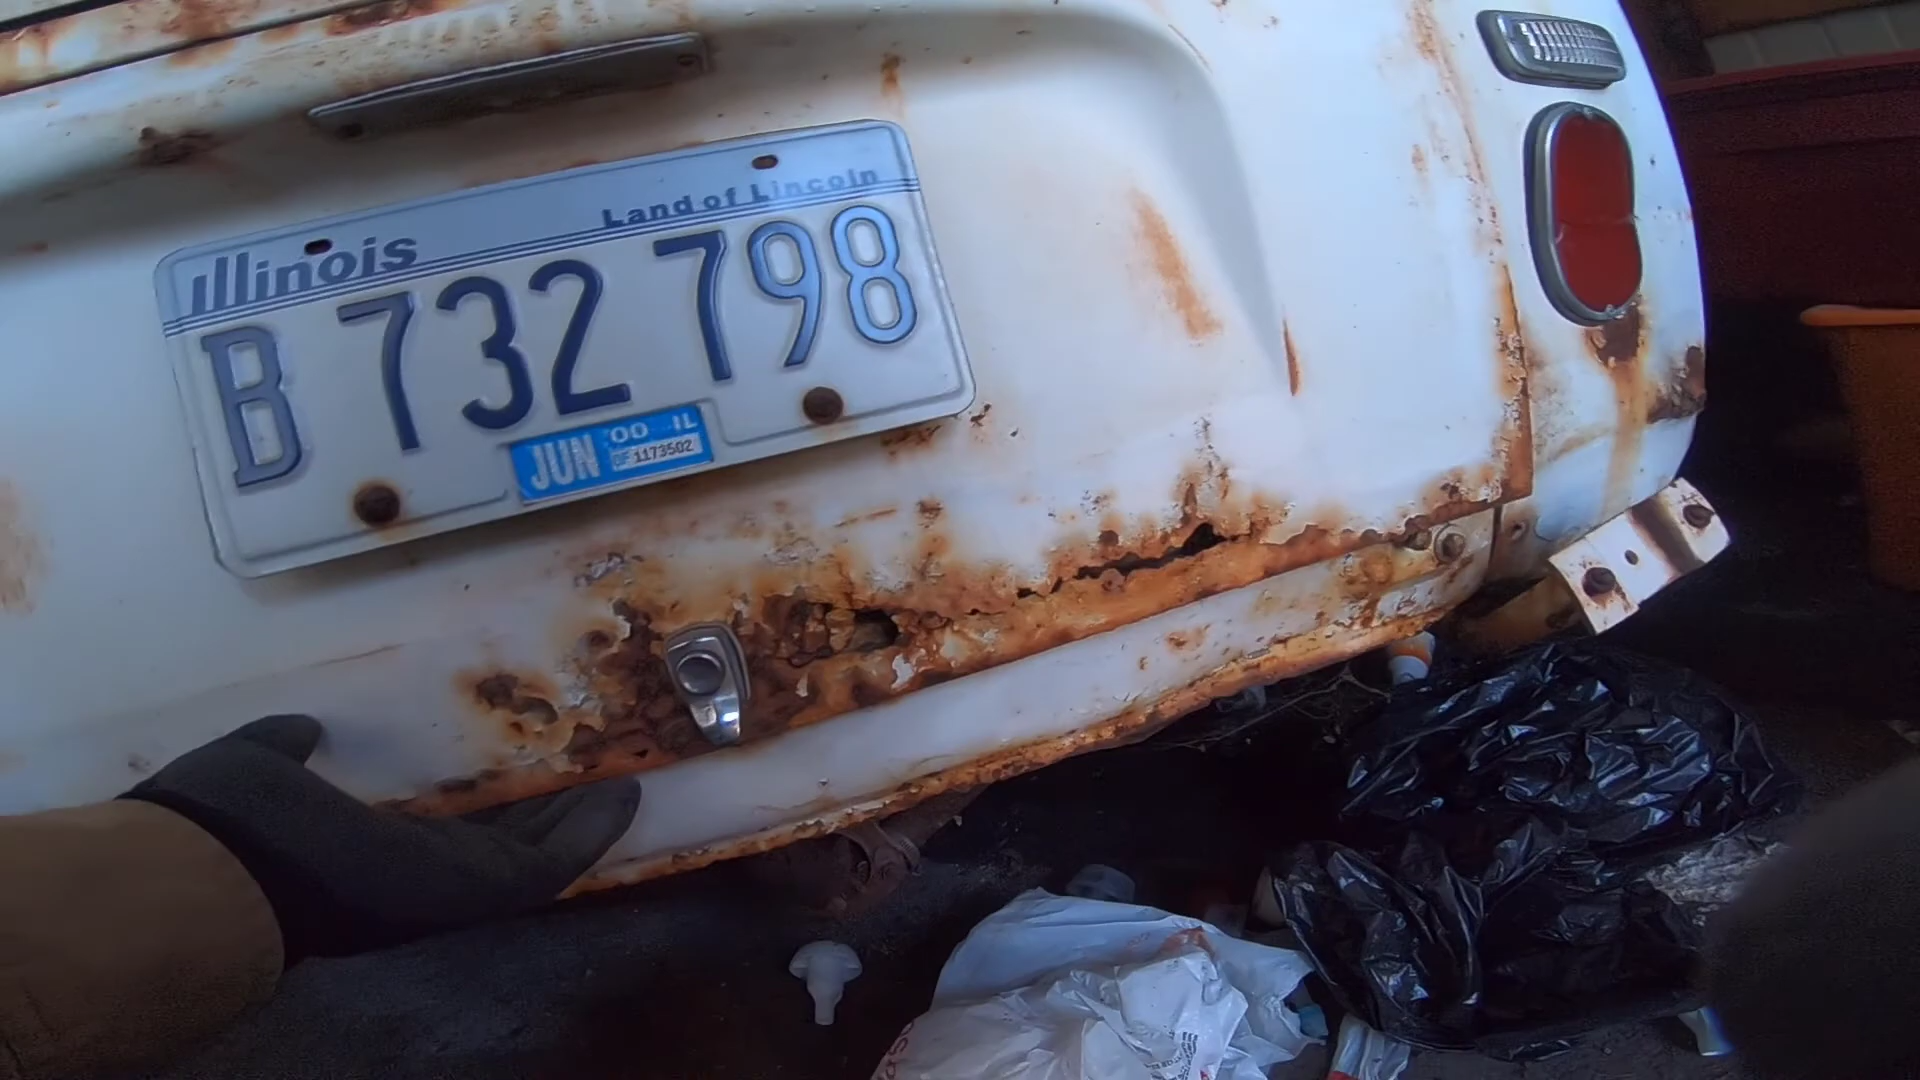 Illinois
Land of Lincoln
B 732 798
JUN '00 IL
1173502